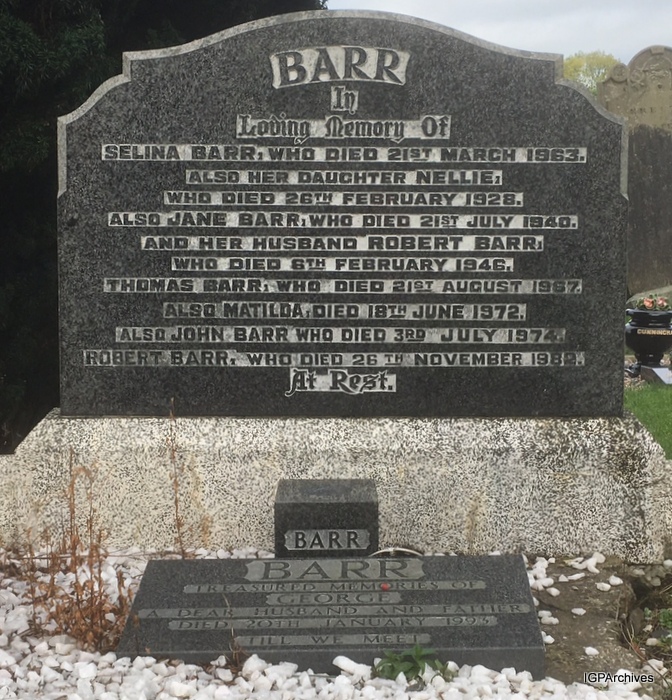 BARR
In
Loving Memory Of
SELINA BARR, WHO DIED 21ST MARCH 1963.
ALSO HER DAUGHTER NELLIE,
WHO DIED 26TH FEBRUARY 1928.
ALSO JANE BARR, WHO DIED 21ST JULY 1940.
AND HER HUSBAND ROBERT BARR,
WHO DIED 6TH FEBRUARY 1946.
THOMAS BARR, WHO DIED 21ST AUGUST 1967.
ALSO MATILDA, DIED 18TH JUNE 1972.
ALSO JOHN BARR WHO DIED 3RD JULY 1974.
ROBERT BARR, WHO DIED 26TH NOVEMBER 1982.
At Rest.
BARR
BARR
TREASURED MEMORIES OF
GEORGE
A DEAR HUSBAND AND FATHER
DIED 20TH JANUARY 1995
TILL WE MEET
IGPArchives